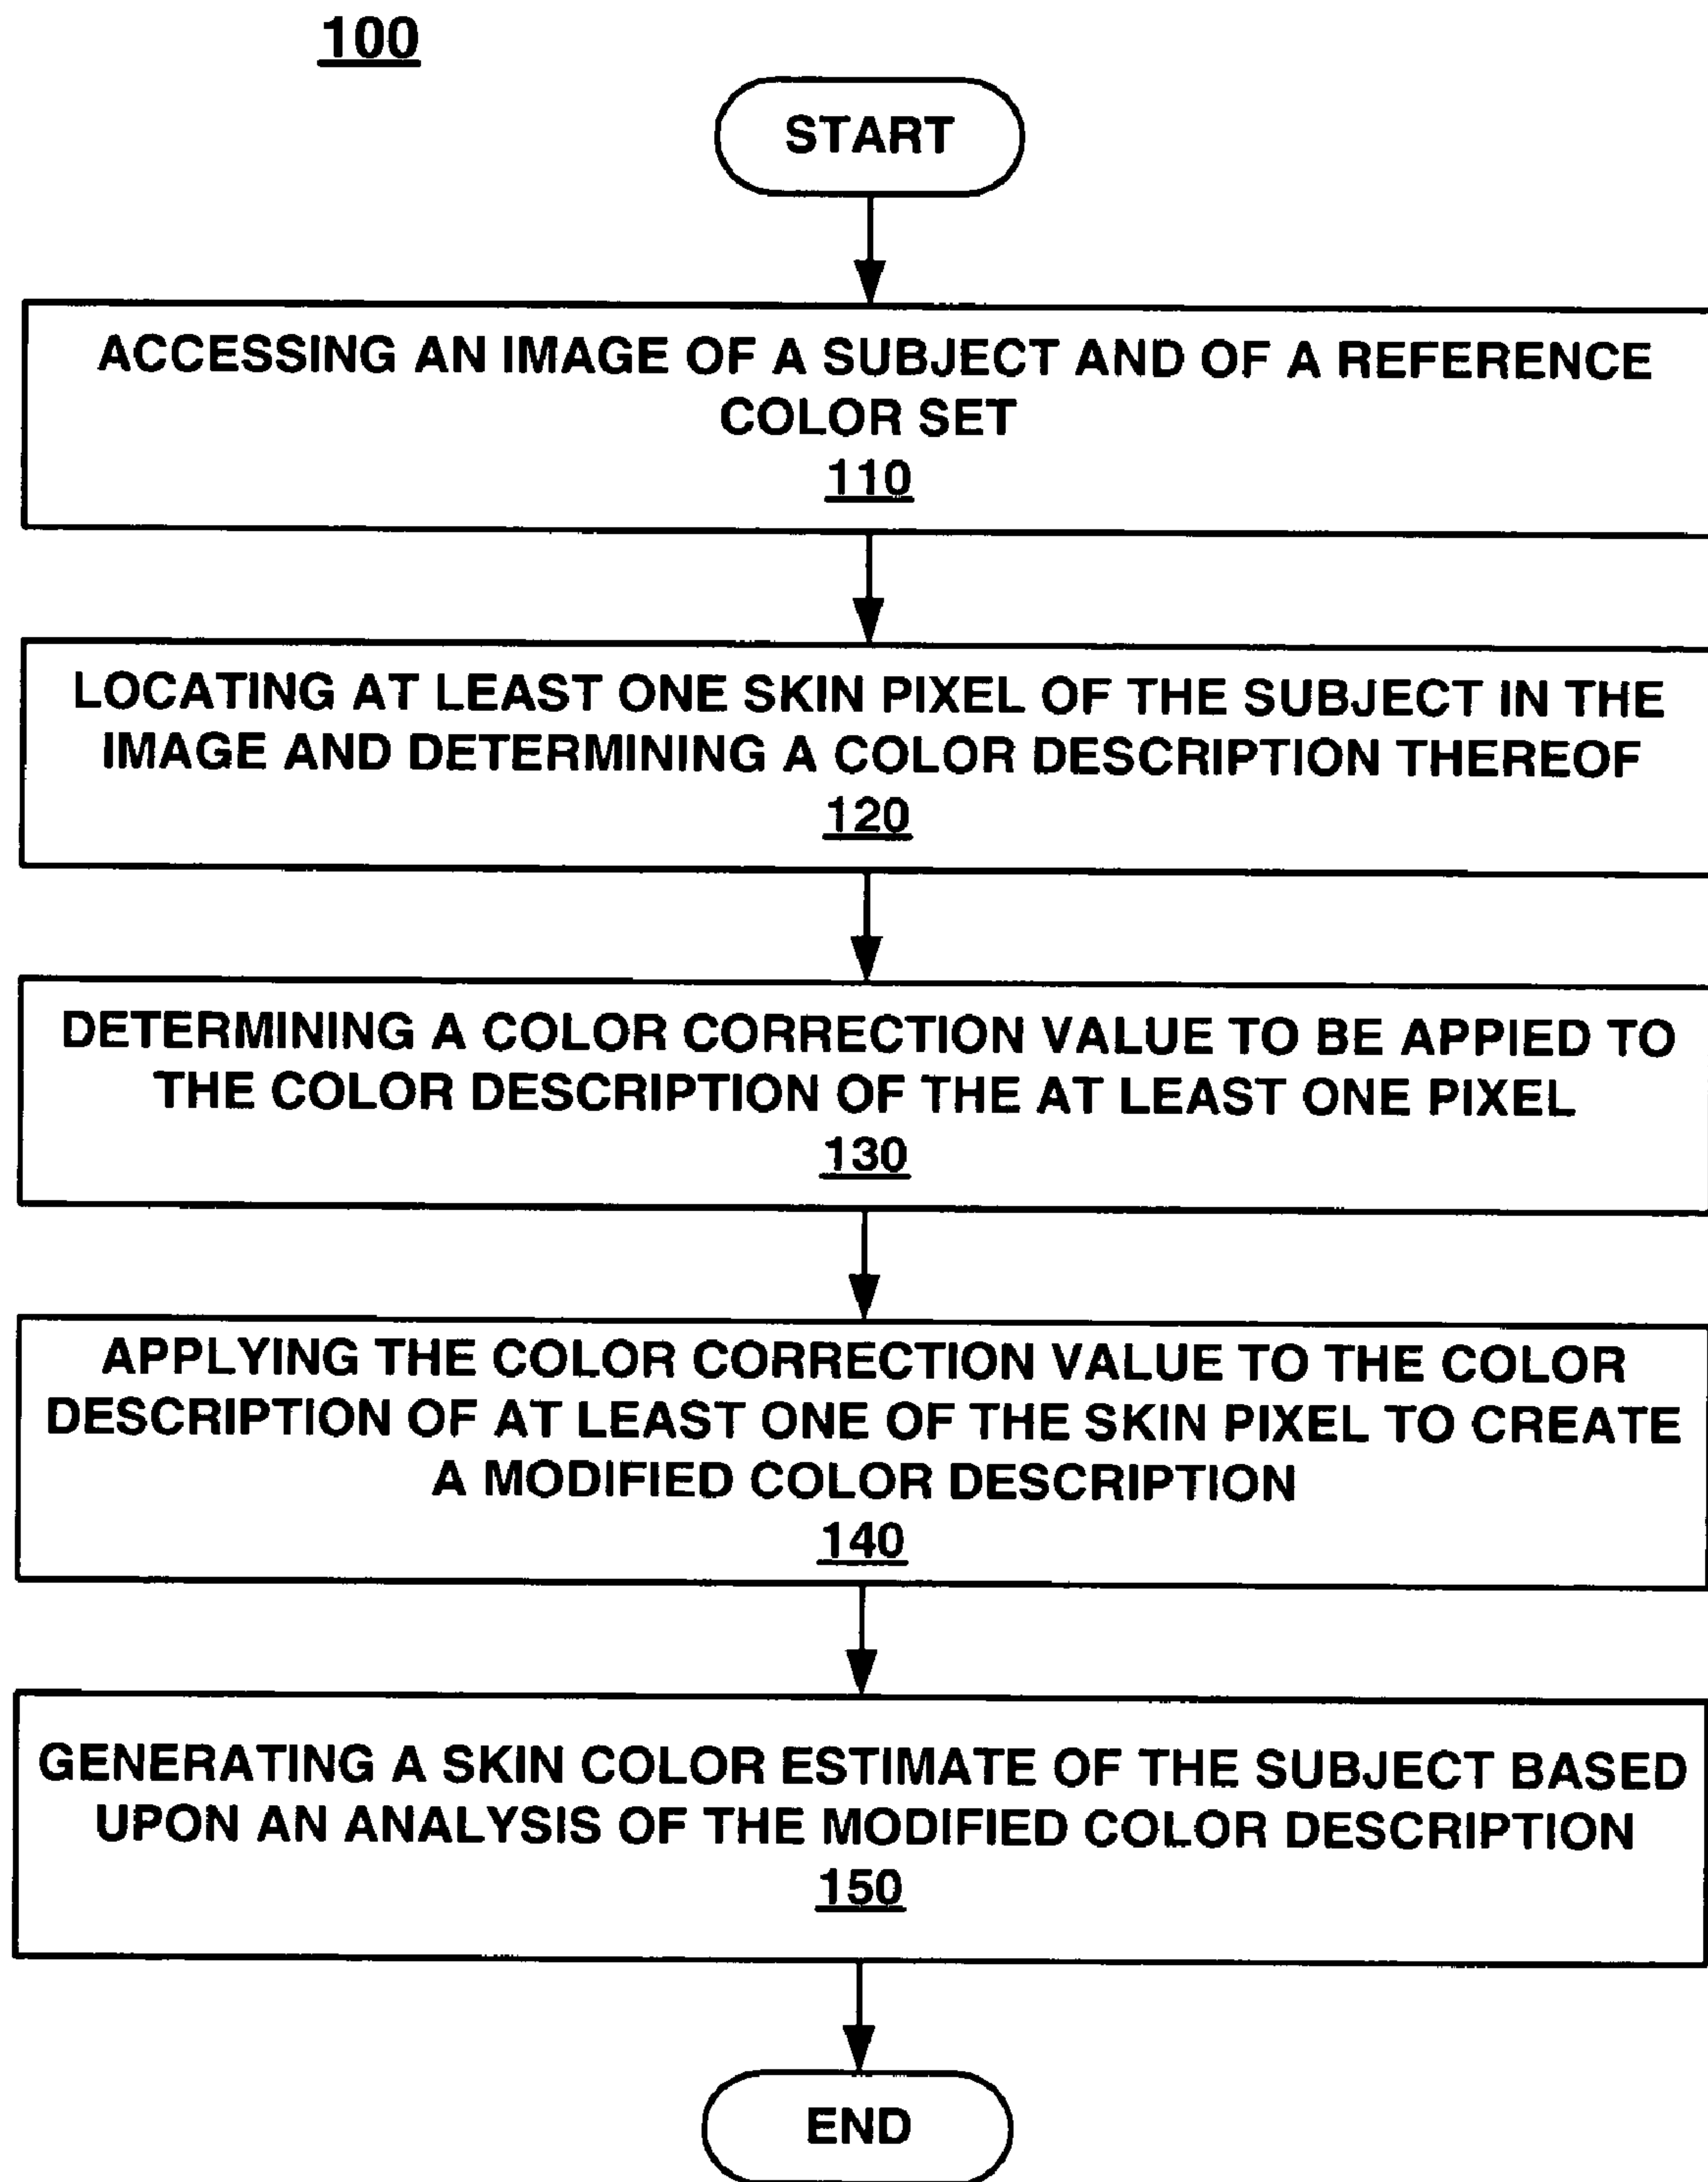 100
START
ACCESSING AN IMAGE OF A SUBJECT AND OF A REFERENCE
COLOR SET
110
LOCATING AT LEAST ONE SKIN PIXEL OF THE SUBJECT IN THE
IMAGE AND DETERMINING A COLOR DESCRIPTION THEREOF
120
DETERMINING A COLOR CORRECTION VALUE TO BE APPIED TO
THE COLOR DESCRIPTION OF THE AT LEAST ONE PIXEL
130
APPLYING THE COLOR CORRECTION VALUE TO THE COLOR
DESCRIPTION OF AT LEAST ONE OF THE SKIN PIXEL TO CREATE
A MODIFIED COLOR DESCRIPTION
140
GENERATING A SKIN COLOR ESTIMATE OF THE SUBJECT BASED
UPON AN ANALYSIS OF THE MODIFIED COLOR DESCRIPTION
150
END